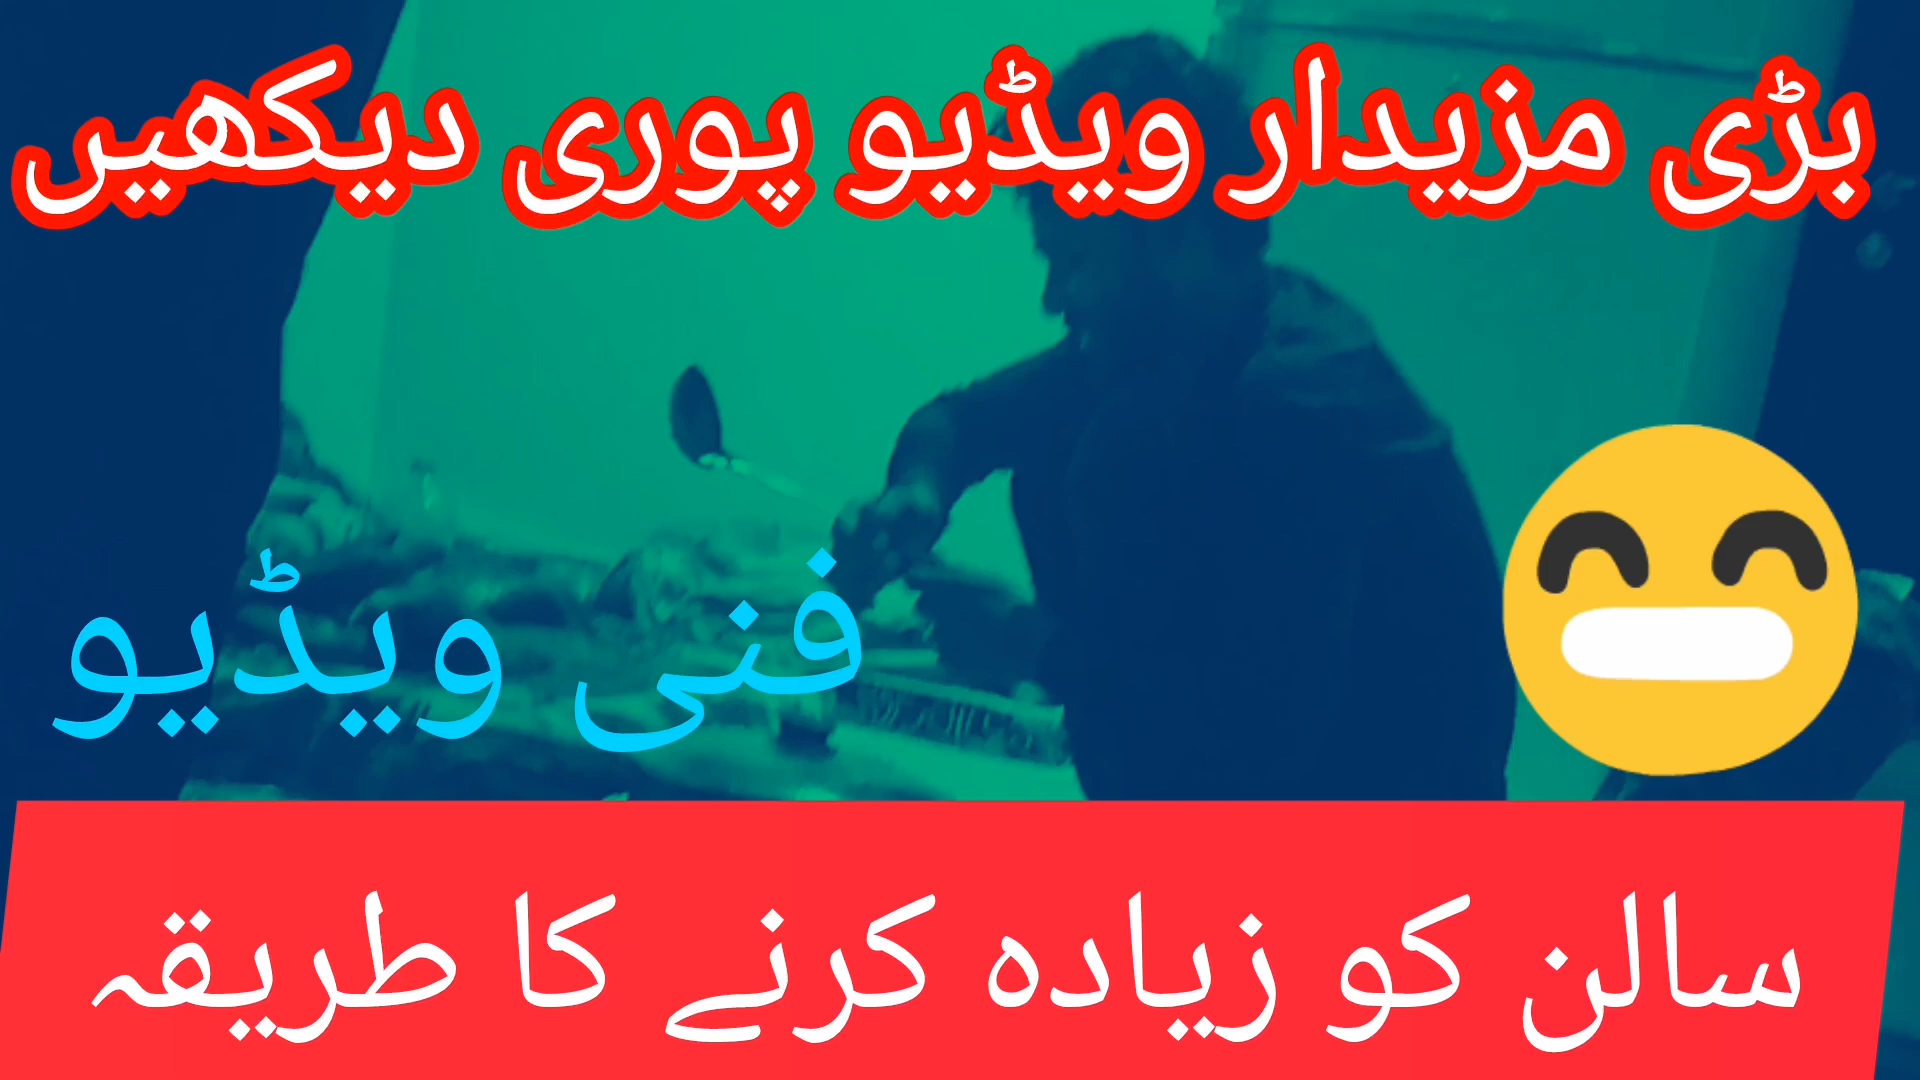 بڑی مزیدار ویڈیو پوری دیکھیں
فنی ویڈیو
سالن کو زیادہ کرنے کا طریقہ